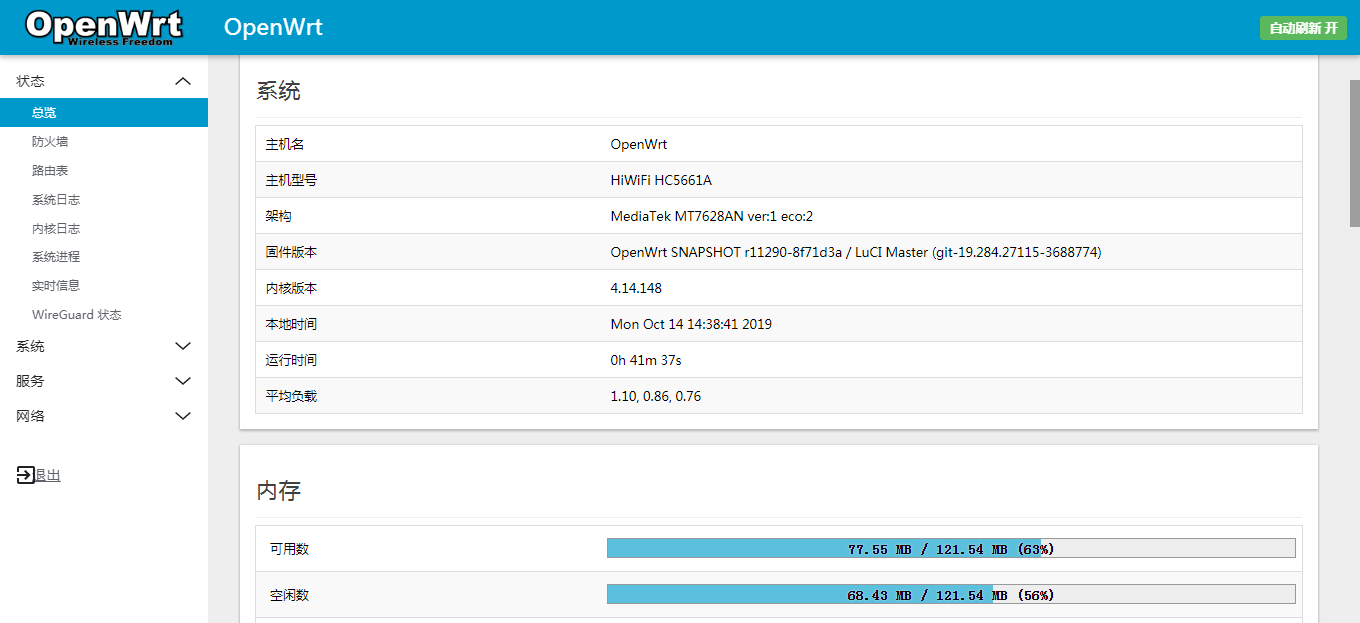 OpenWrt
Wireless Freedom
OpenWrt
自动刷新 开
状态
总览
防火墙
路由表
系统日志
内核日志
系统进程
实时信息
WireGuard 状态
系统
服务
网络
退出
系统
主机名 OpenWrt
主机型号 HiWiFi HC5661A
架构 MediaTek MT7628AN ver:1 eco:2
固件版本 OpenWrt SNAPSHOT r11290-8f71d3a / LuCI Master (git-19.284.27115-3688774)
内核版本 4.14.148
本地时间 Mon Oct 14 14:38:41 2019
运行时间 0h 41m 37s
平均负载 1.10, 0.86, 0.76
内存
可用数 77.55 MB / 121.54 MB (63%)
空闲数 68.43 MB / 121.54 MB (56%)